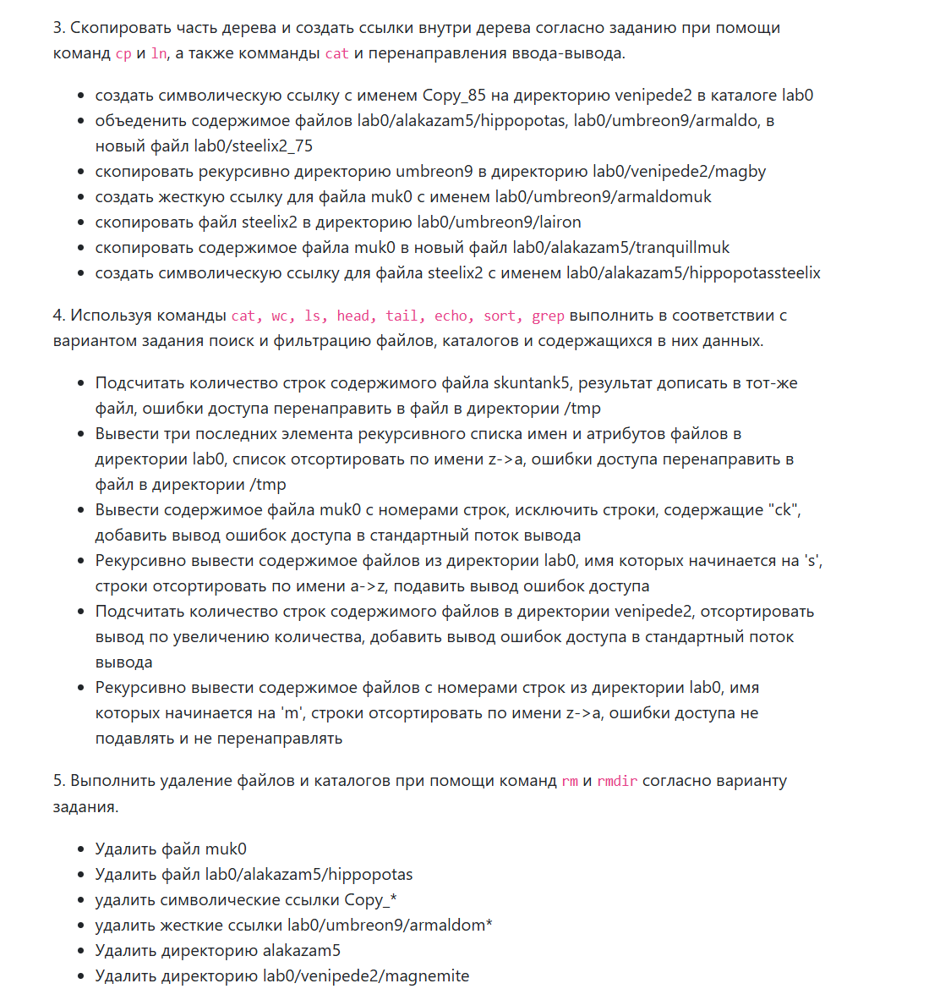 3. Скопировать часть дерева и создать ссылки внутри дерева согласно заданию при помощи
команд cp и ln, а также комманды cat и перенаправления ввода-вывода.
• создать символическую ссылку c именем Copy_85 на директорию venipede2 в каталоге lab0
• объеденить содержимое файлов lab0/alakazam5/hippopotas, lab0/umbreon9/armaldo, в
новый файл lab0/steelix2_75
• скопировать рекурсивно директорию umbreon9 в директорию lab0/venipede2/magby
• cоздать жесткую ссылку для файла muk0 с именем lab0/umbreon9/armaldomuk
• скопировать файл steelix2 в директорию lab0/umbreon9/lairon
• скопировать содержимое файла muk0 в новый файл lab0/alakazam5/tranquillmuk
• cоздать символическую ссылку для файла steelix2 с именем lab0/alakazam5/hippopotassteelix
4. Используя команды cat, wc, ls, head, tail, echo, sort, grep выполнить в соответствии с
вариантом задания поиск и фильтрацию файлов, каталогов и содержащихся в них данных.
• Подсчитать количество строк содержимого файла skuntank5, результат дописать в тот-же
файл, ошибки доступа перенаправить в файл в директории /tmp
• Вывести три последних элемента рекурсивного списка имен и атрибутов файлов в
директории lab0, список отсортировать по имени z->a, ошибки доступа перенаправить в
файл в директории /tmp
• Вывести содержимое файла muk0 с номерами строк, исключить строки, содержащие "ck",
добавить вывод ошибок доступа в стандартный поток вывода
• Рекурсивно вывести содержимое файлов из директории lab0, имя которых начинается на 's',
строки отсортировать по имени a->z, подавить вывод ошибок доступа
• Подсчитать количество строк содержимого файлов в директории venipede2, отсортировать
вывод по увеличению количества, добавить вывод ошибок доступа в стандартный поток
вывода
• Рекурсивно вывести содержимое файлов с номерами строк из директории lab0, имя
которых начинается на 'm', строки отсортировать по имени z->a, ошибки доступа не
подавлять и не перенаправлять
5. Выполнить удаление файлов и каталогов при помощи команд rm и rmdir согласно варианту
задания.
• Удалить файл muk0
• Удалить файл lab0/alakazam5/hippopotas
• удалить символические ссылки Copy_*
• удалить жесткие ссылки lab0/umbreon9/armaldom*
• Удалить директорию alakazam5
• Удалить директорию lab0/venipede2/magnemite